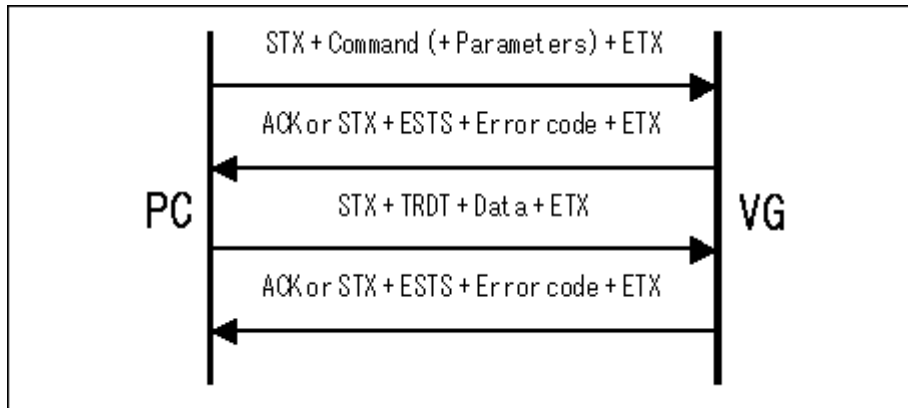 STX + Command (+ Parameters) + ETX
ACK or STX + ESTS + Error code + ETX
PC
STX + TRDT + Data + ETX
VG
ACK or STX + ESTS + Error code + ETX